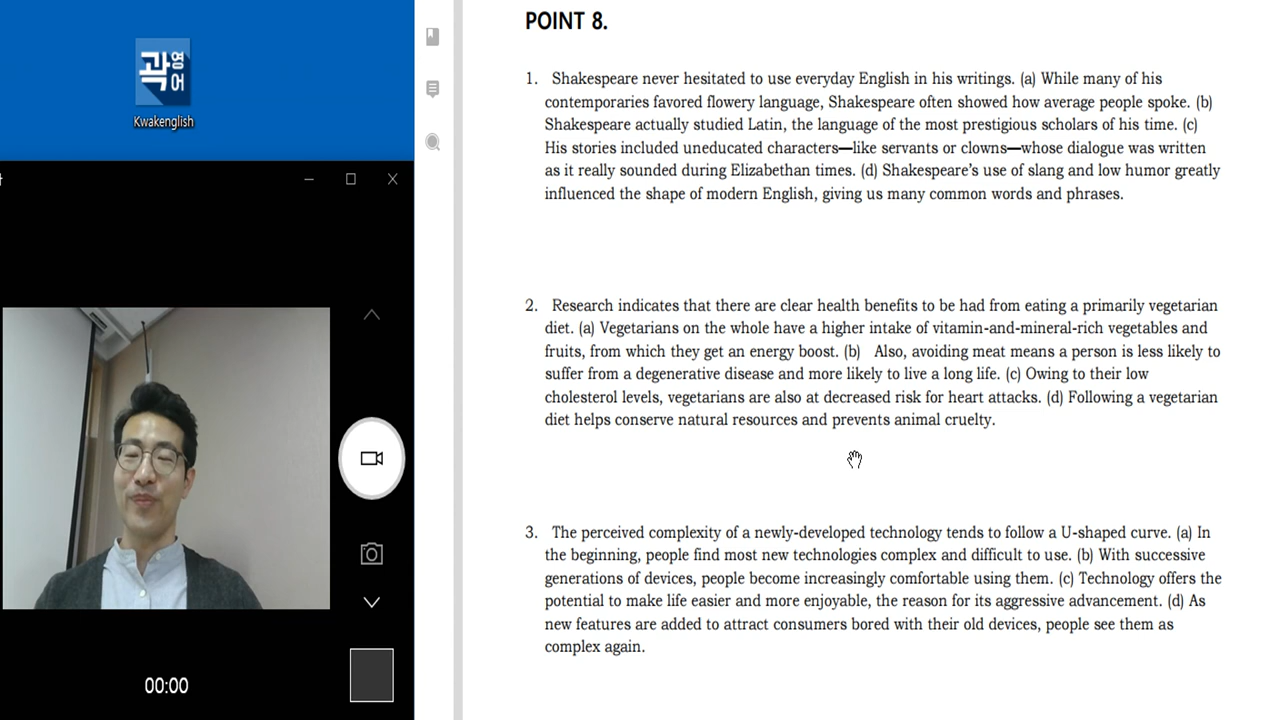 곽영어
Kwakenglish
00:00
POINT 8.
1. Shakespeare never hesitated to use everyday English in his writings. (a) While many of his
contemporaries favored flowery language, Shakespeare often showed how average people spoke. (b)
Shakespeare actually studied Latin, the language of the most prestigious scholars of his time. (c)
His stories included uneducated characters—like servants or clowns—whose dialogue was written
as it really sounded during Elizabethan times. (d) Shakespeare's use of slang and low humor greatly
influenced the shape of modern English, giving us many common words and phrases.
2. Research indicates that there are clear health benefits to be had from eating a primarily vegetarian
diet. (a) Vegetarians on the whole have a higher intake of vitamin-and-mineral-rich vegetables and
fruits, from which they get an energy boost. (b) Also, avoiding meat means a person is less likely to
suffer from a degenerative disease and more likely to live a long life. (c) Owing to their low
cholesterol levels, vegetarians are also at decreased risk for heart attacks. (d) Following a vegetarian
diet helps conserve natural resources and prevents animal cruelty.
3. The perceived complexity of a newly-developed technology tends to follow a U-shaped curve. (a) In
the beginning, people find most new technologies complex and difficult to use. (b) With successive
generations of devices, people become increasingly comfortable using them. (c) Technology offers the
potential to make life easier and more enjoyable, the reason for its aggressive advancement. (d) As
new features are added to attract consumers bored with their old devices, people see them as
complex again.